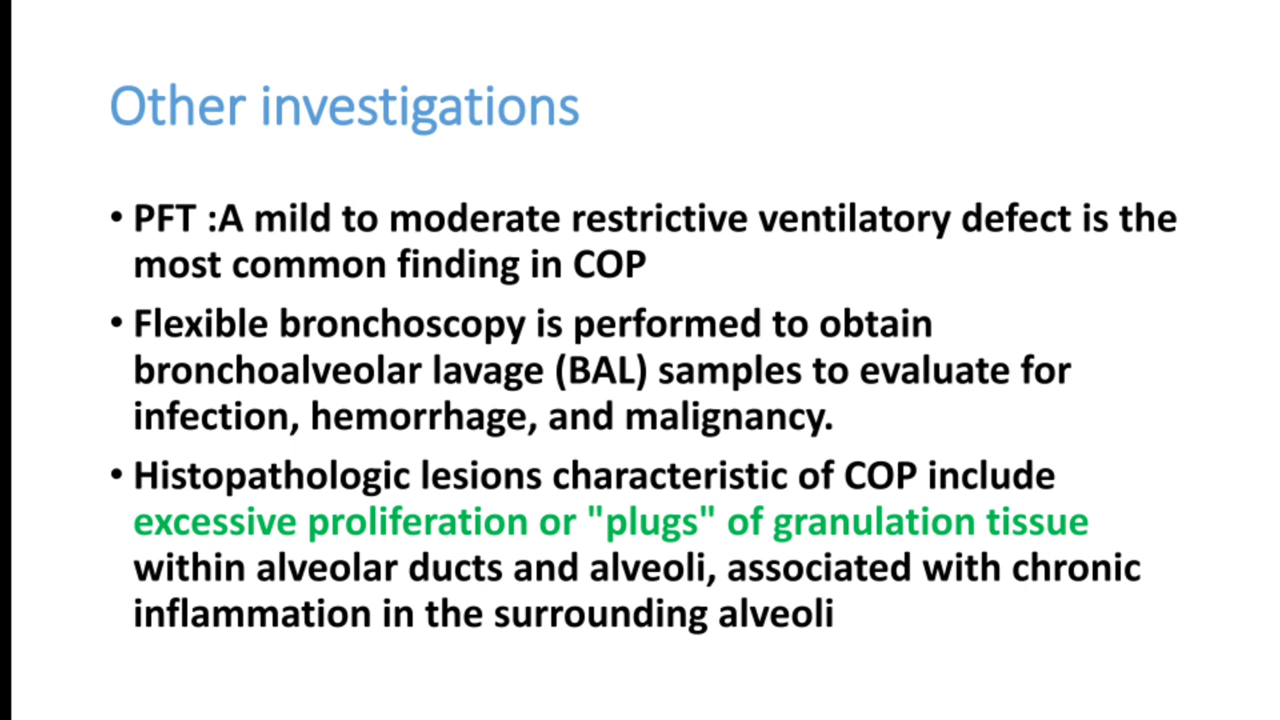 Other investigations
• PFT :A mild to moderate restrictive ventilatory defect is the
most common finding in COP
• Flexible bronchoscopy is performed to obtain
bronchoalveolar lavage (BAL) samples to evaluate for
infection, hemorrhage, and malignancy.
• Histopathologic lesions characteristic of COP include
excessive proliferation or "plugs" of granulation tissue
within alveolar ducts and alveoli, associated with chronic
inflammation in the surrounding alveoli